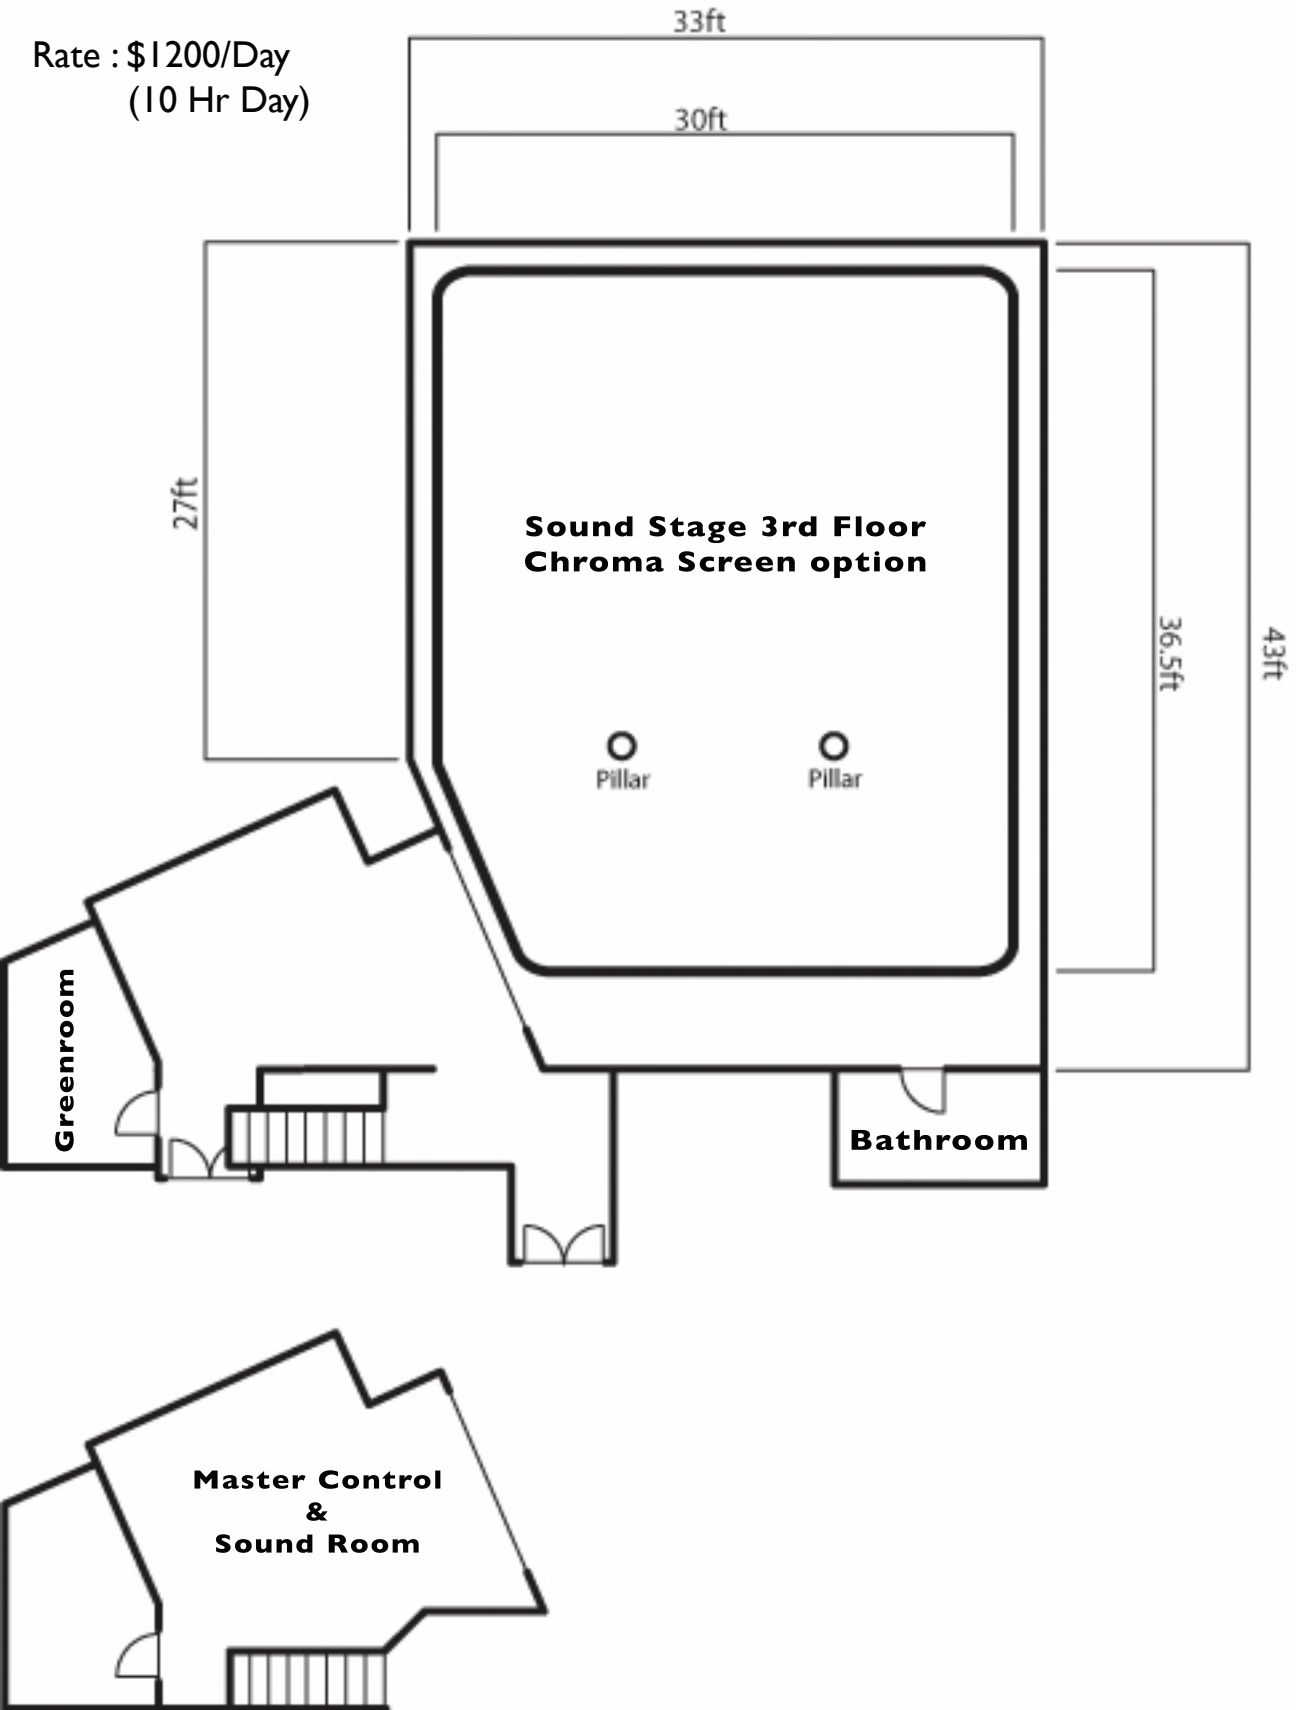 33ft
Rate : $1200/Day
(10 Hr Day)
30ft
27ft
Sound Stage 3rd Floor
Chroma Screen option
36.5ft
43ft
Pillar
Pillar
Greenroom
Bathroom
Master Control
&
Sound Room